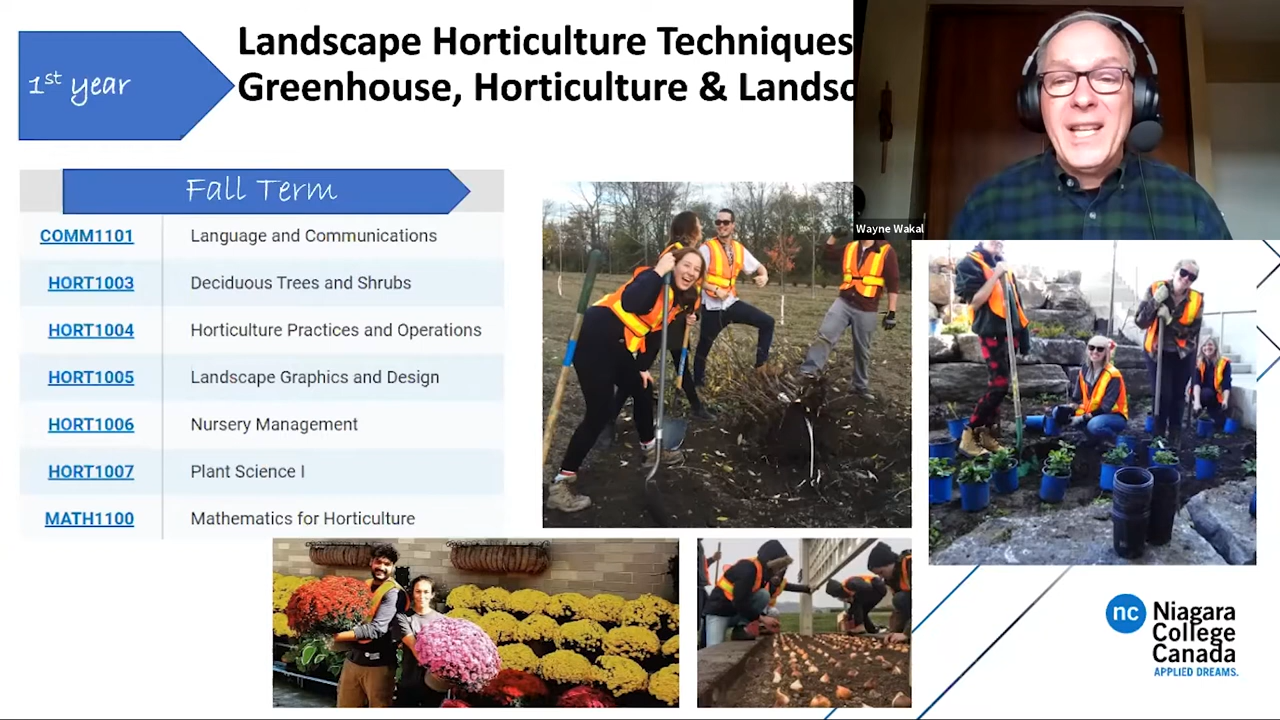 1st year
Landscape Horticulture Techniques
Greenhouse, Horticulture & Landsc
Wayne Wakal
Fall Term
COMM1101 Language and Communications
HORT1003 Deciduous Trees and Shrubs
HORT1004 Horticulture Practices and Operations
HORT1005 Landscape Graphics and Design
HORT1006 Nursery Management
HORT1007 Plant Science I
MATH1100 Mathematics for Horticulture
nc
Niagara
College
Canada
APPLIED DREAMS.